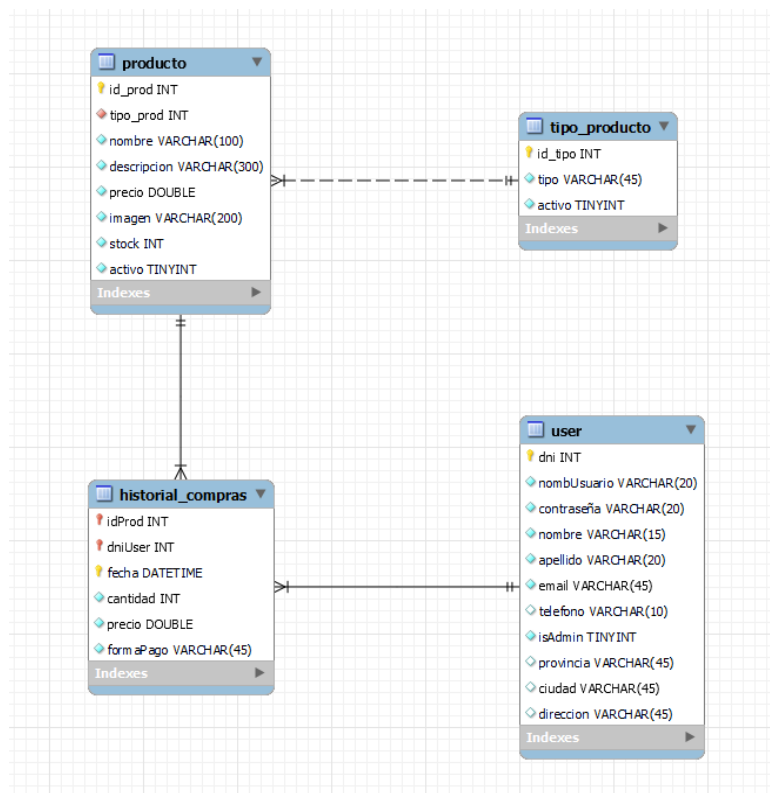 producto
id_prod INT
tipo_prod INT
nombre VARCHAR(100)
descripcion VARCHAR(300)
precio DOUBLE
imagen VARCHAR(200)
stock INT
activo TINYINT
Indexes
tipo_producto
id_tipo INT
tipo VARCHAR(45)
activo TINYINT
Indexes
historial_compras
idProd INT
dniUser INT
fecha DATETIME
cantidad INT
precio DOUBLE
formaPago VARCHAR(45)
Indexes
user
dni INT
nombUsuario VARCHAR(20)
contraseña VARCHAR(20)
nombre VARCHAR(15)
apellido VARCHAR(20)
email VARCHAR(45)
telefono VARCHAR(10)
isAdmin TINYINT
provincia VARCHAR(45)
ciudad VARCHAR(45)
direccion VARCHAR(45)
Indexes